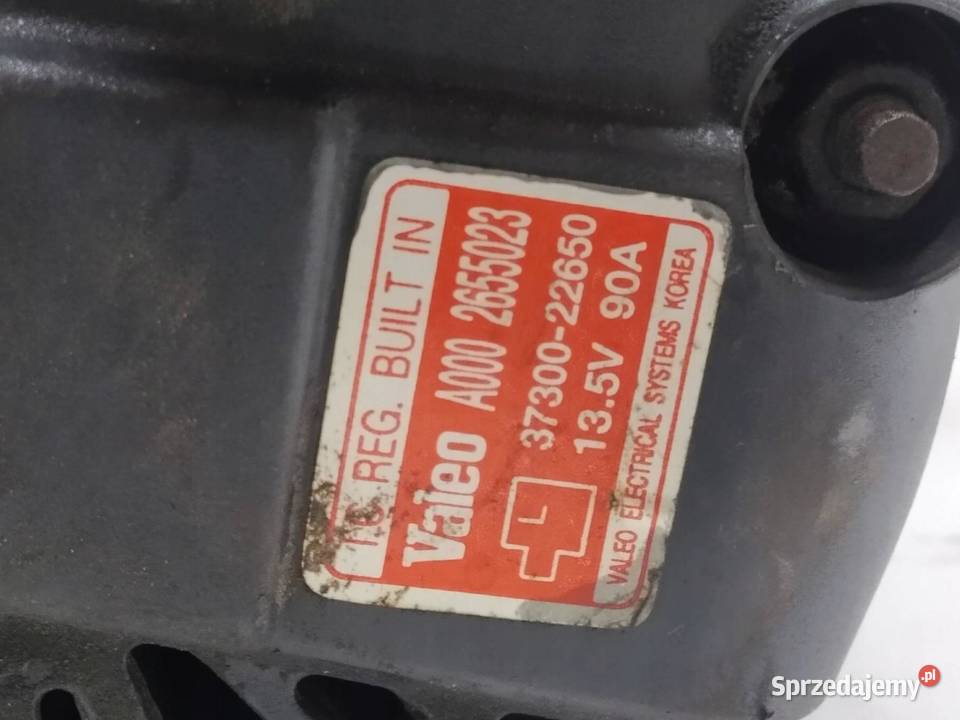 I.C. REG. BUILT IN
Valeo A000 2655023
37300-22650
L 13.5V 90A
VALEO ELECTRICAL SYSTEMS KOREA
Sprzedajemy.pl